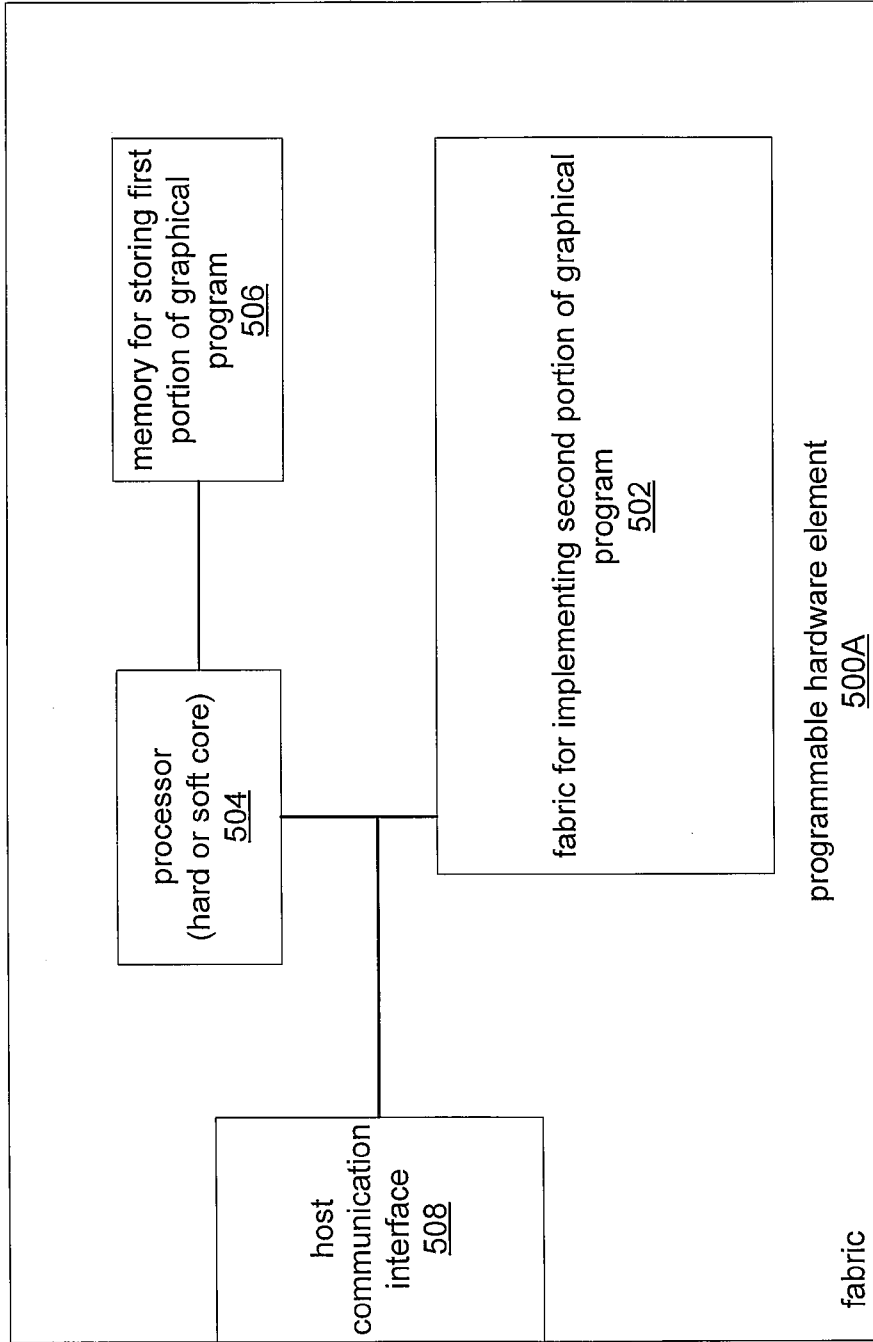 memory for storing first
portion of graphical
program
506
processor
(hard or soft core)
504
fabric for implementing second portion of graphical
program
502
host
communication
interface
508
programmable hardware element
500A
fabric